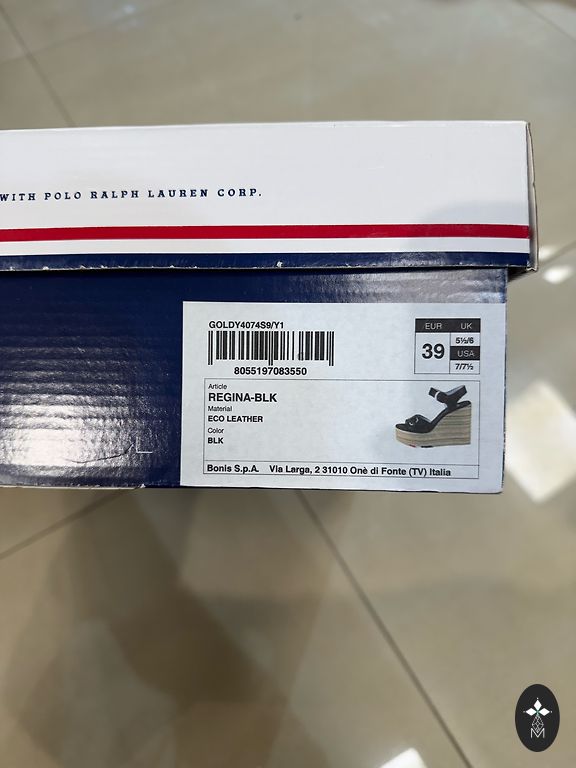 WITH POLO RALPH LAUREN CORP.
GOLDY4074S9/Y1
8055197083550
EUR UK
39 5½/6
USA
7/7½
Article
REGINA-BLK
Material
ECO LEATHER
Color
BLK
Bonis S.p.A. Via Larga, 2 31010 Onè di Fonte (TV) Italia
M